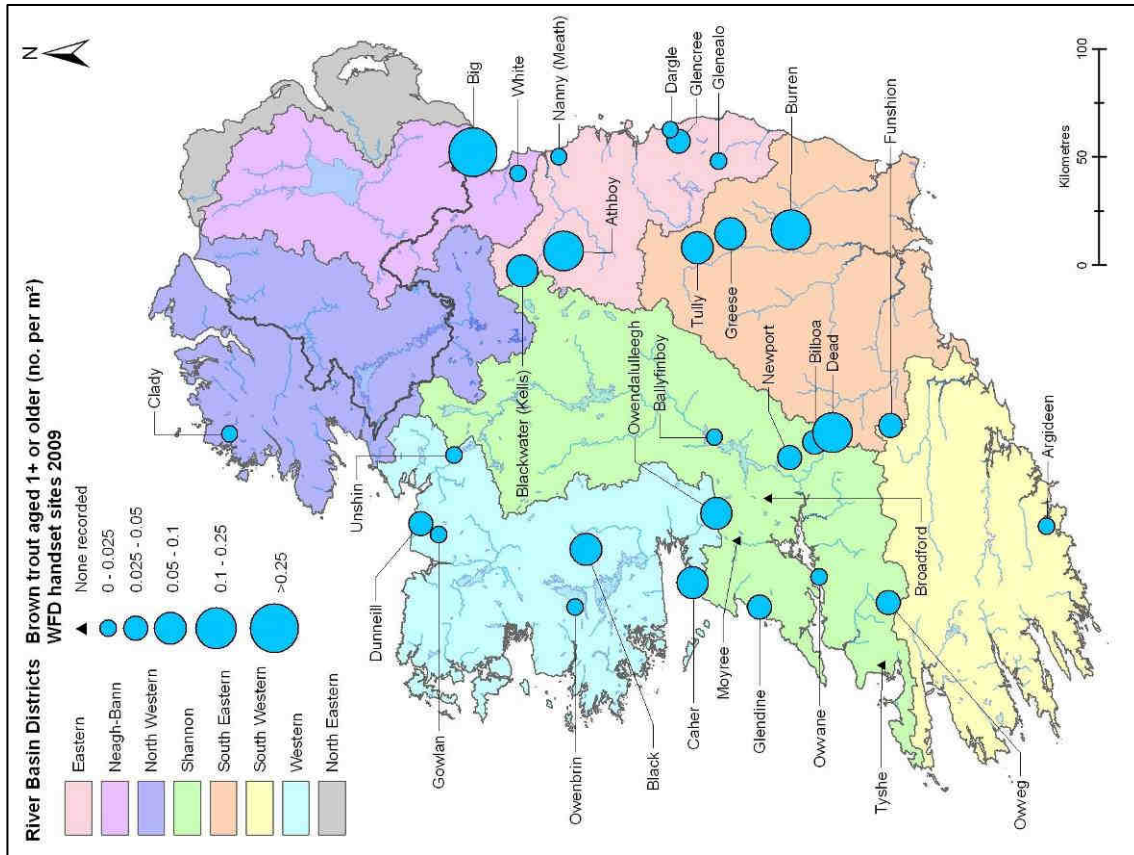 River Basin Districts
Eastern
Neagh-Bann
North Western
Shannon
South Eastern
South Western
Western
North Eastern
Brown trout aged 1+ or older (no. per m²)
WFD handset sites 2009
None recorded
0 - 0.025
0.025 - 0.05
0.05 - 0.1
0.1 - 0.25
>0.25
N
Clady
Unshin
Dunneill
Gowlan
Owenbrin
Black
Big
White
Nanny (Meath)
Athboy
Blackwater (Kells)
Dargle
Glencree
Glenealo
Tully
Greese
Burren
Owendalulleegh
Ballyfinboy
Newport
Bilboa
Dead
Funshion
Caher
Moyree
Glendine
Owvane
Broadford
Tyshe
Owveg
Argideen
0
50
100
Kilometres